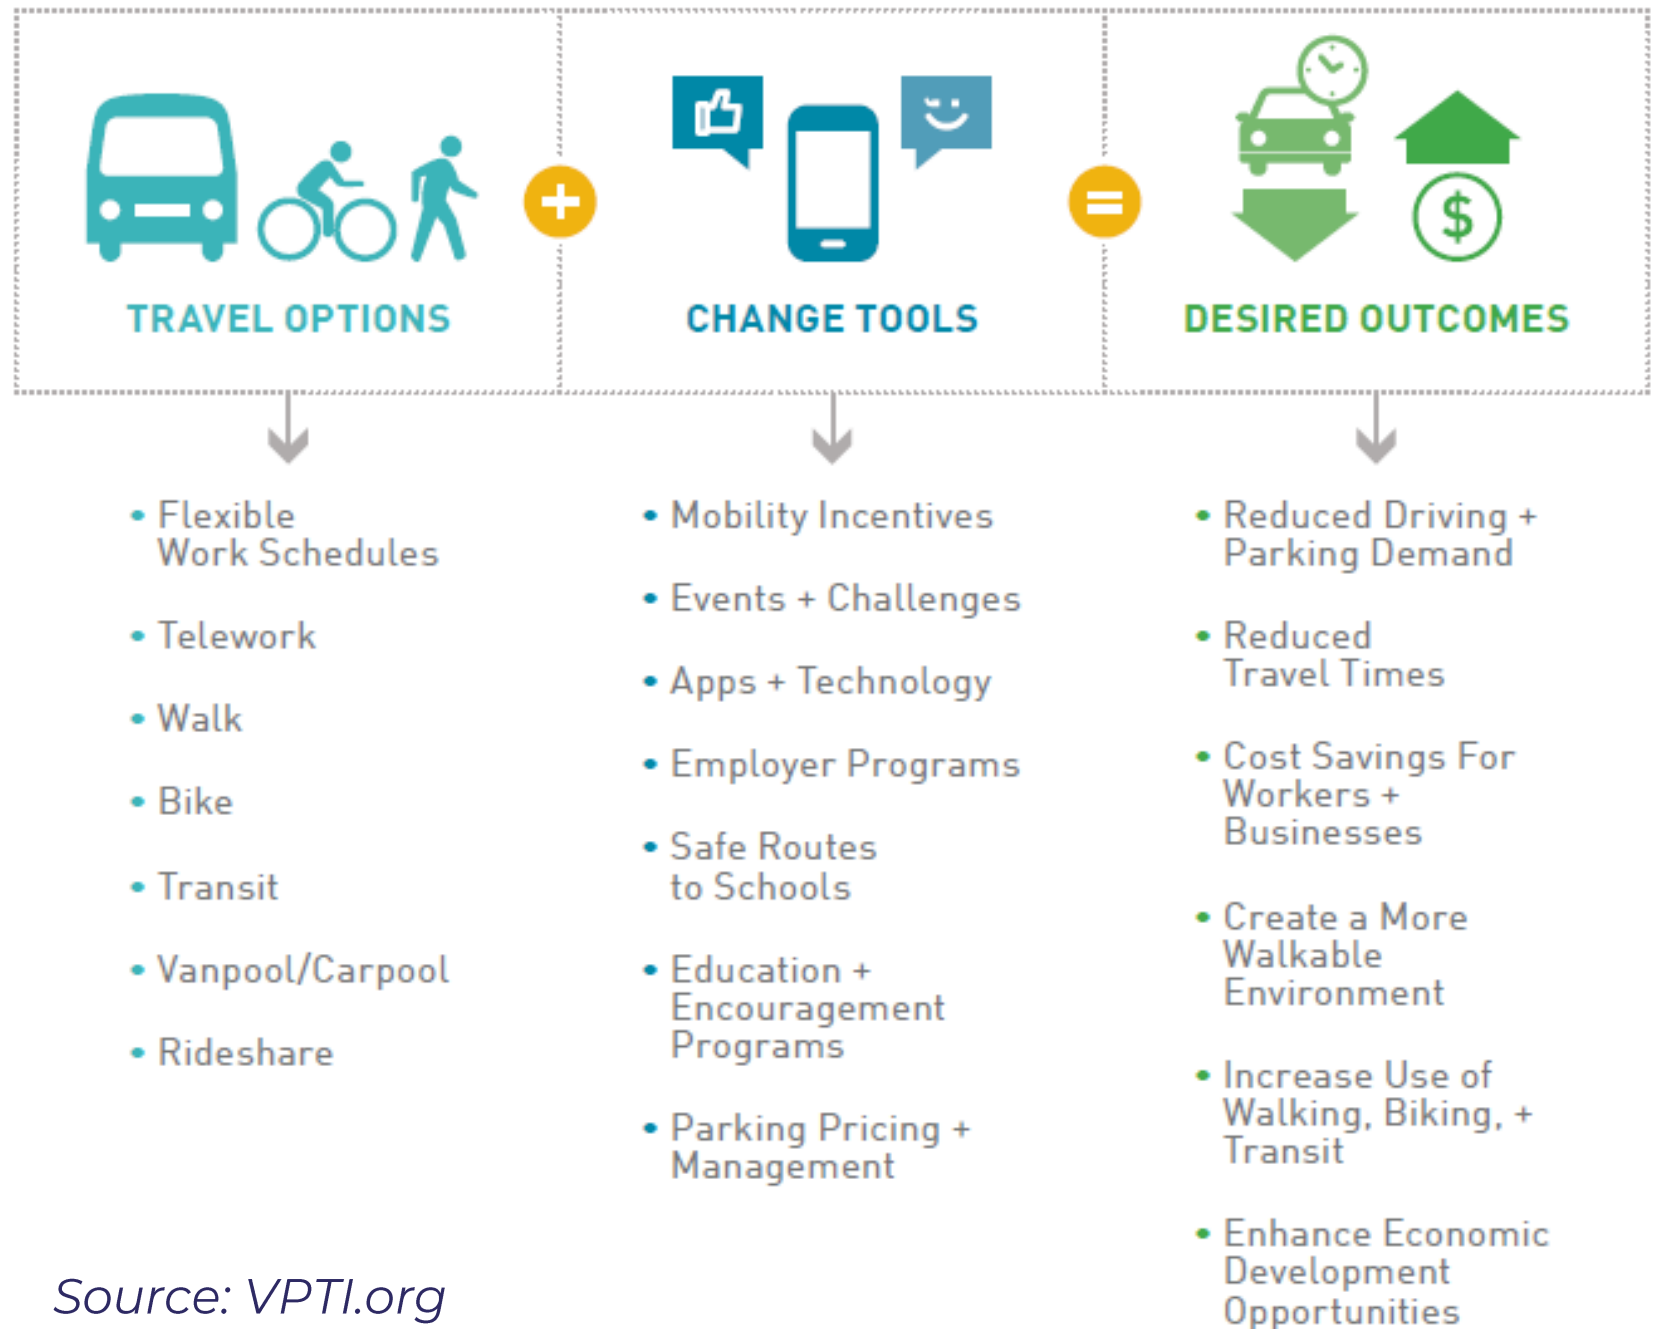 TRAVEL OPTIONS
CHANGE TOOLS
DESIRED OUTCOMES
• Flexible
Work Schedules
• Telework
• Walk
• Bike
• Transit
• Vanpool/Carpool
• Rideshare
• Mobility Incentives
• Events + Challenges
• Apps + Technology
• Employer Programs
• Safe Routes
to Schools
• Education +
Encouragement
Programs
• Parking Pricing +
Management
• Reduced Driving +
Parking Demand
• Reduced
Travel Times
• Cost Savings For
Workers +
Businesses
• Create a More
Walkable
Environment
• Increase Use of
Walking, Biking, +
Transit
• Enhance Economic
Development
Opportunities
Source: VPTI.org